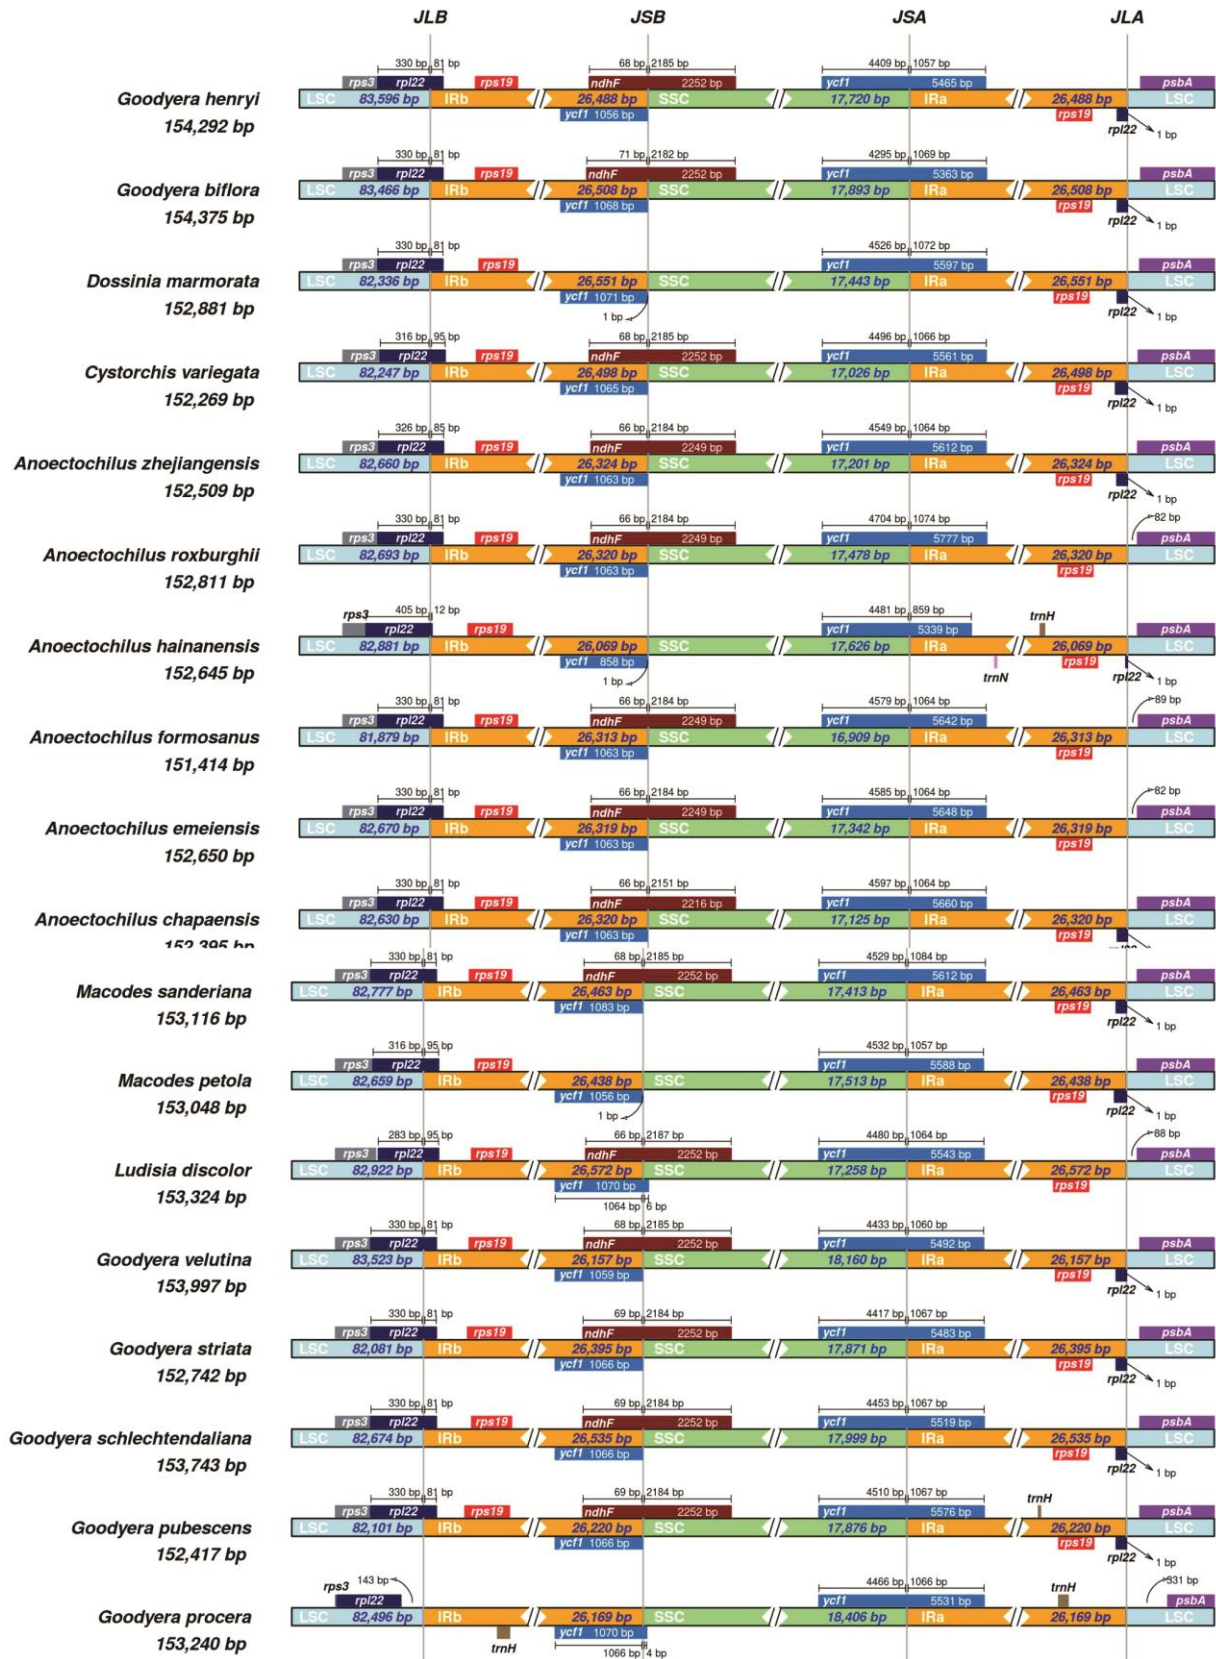 JLB JSB JSA JLA
330 bp 81 bp 68 bp 2185 bp 4409 bp 1057 bp
rps3 rpl22 rps19 ndhF 2252 bp ycf1 5465 bp psbA
Goodyera henryi LSC 83,596 bp IRb 26,488 bp SSC 17,720 bp IRa 26,488 bp LSC
ycf1 1056 bp rps19 rpl22
154,292 bp 1 bp
330 bp 81 bp 71 bp 2182 bp 4295 bp 1069 bp
rps3 rpl22 rps19 ndhF 2252 bp ycf1 5363 bp psbA
Goodyera biflora LSC 83,466 bp IRb 26,508 bp SSC 17,893 bp IRa 26,508 bp LSC
ycf1 1068 bp rps19 rpl22
154,375 bp 1 bp
330 bp 81 bp 4526 bp 1072 bp
rps3 rpl22 rps19 ycf1 5597 bp psbA
Dossinia marmorata LSC 82,336 bp IRb 26,551 bp SSC 17,443 bp IRa 26,551 bp LSC
ycf1 1071 bp rps19 rpl22
152,881 bp 1 bp 1 bp
316 bp 95 bp 68 bp 2185 bp 4496 bp 1066 bp
rps3 rpl22 rps19 ndhF 2252 bp ycf1 5561 bp psbA
Cystorchis variegata LSC 82,247 bp IRb 26,498 bp SSC 17,026 bp IRa 26,498 bp LSC
ycf1 1065 bp rps19 rpl22
152,269 bp 1 bp
326 bp 85 bp 66 bp 2184 bp 4549 bp 1064 bp
rps3 rpl22 rps19 ndhF 2249 bp ycf1 5612 bp psbA
Anoectochilus zhejiangensis LSC 82,660 bp IRb 26,324 bp SSC 17,201 bp IRa 26,324 bp LSC
ycf1 1063 bp rps19 rpl22
152,509 bp 1 bp
330 bp 81 bp 66 bp 2184 bp 4704 bp 1074 bp 82 bp
rps3 rpl22 rps19 ndhF 2249 bp ycf1 5777 bp psbA
Anoectochilus roxburghii LSC 82,693 bp IRb 26,320 bp SSC 17,478 bp IRa 26,320 bp LSC
ycf1 1063 bp rps19
152,811 bp
rps3 405 bp 12 bp 4481 bp 859 bp trnH
rpl22 rps19 ycf1 5339 bp psbA
Anoectochilus hainanensis LSC 82,881 bp IRb 26,069 bp SSC 17,626 bp IRa 26,069 bp LSC
ycf1 858 bp trnN rps19 rpl22
152,645 bp 1 bp 1 bp
330 bp 81 bp 66 bp 2184 bp 4579 bp 1064 bp 89 bp
rps3 rpl22 rps19 ndhF 2249 bp ycf1 5642 bp psbA
Anoectochilus formosanus LSC 81,879 bp IRb 26,313 bp SSC 16,909 bp IRa 26,313 bp LSC
ycf1 1063 bp rps19
151,414 bp
330 bp 81 bp 66 bp 2184 bp 4585 bp 1064 bp 82 bp
rps3 rpl22 rps19 ndhF 2249 bp ycf1 5648 bp psbA
Anoectochilus emeiensis LSC 82,670 bp IRb 26,319 bp SSC 17,342 bp IRa 26,319 bp LSC
ycf1 1063 bp rps19
152,650 bp
330 bp 81 bp 66 bp 2151 bp 4597 bp 1064 bp
rps3 rpl22 rps19 ndhF 2216 bp ycf1 5660 bp psbA
Anoectochilus chapaensis LSC 82,630 bp IRb 26,320 bp SSC 17,125 bp IRa 26,320 bp LSC
ycf1 1063 bp rps19
152,395 bp
330 bp 81 bp 68 bp 2185 bp 4529 bp 1084 bp
rps3 rpl22 rps19 ndhF 2252 bp ycf1 5612 bp psbA
Macodes sanderiana LSC 82,777 bp IRb 26,463 bp SSC 17,413 bp IRa 26,463 bp LSC
ycf1 1083 bp rps19 rpl22
153,116 bp 1 bp
316 bp 95 bp 4532 bp 1057 bp
rps3 rpl22 rps19 ycf1 5588 bp psbA
Macodes petola LSC 82,659 bp IRb 26,438 bp SSC 17,513 bp IRa 26,438 bp LSC
ycf1 1056 bp rps19 rpl22
153,048 bp 1 bp 1 bp
283 bp 95 bp 66 bp 2187 bp 4480 bp 1064 bp 88 bp
rps3 rpl22 rps19 ndhF 2252 bp ycf1 5543 bp psbA
Ludisia discolor LSC 82,922 bp IRb 26,572 bp SSC 17,258 bp IRa 26,572 bp LSC
ycf1 1070 bp rps19
153,324 bp 1064 bp 6 bp
330 bp 81 bp 68 bp 2185 bp 4433 bp 1060 bp
rps3 rpl22 rps19 ndhF 2252 bp ycf1 5492 bp psbA
Goodyera velutina LSC 83,523 bp IRb 26,157 bp SSC 18,160 bp IRa 26,157 bp LSC
ycf1 1059 bp rps19 rpl22
153,997 bp 1 bp
330 bp 81 bp 69 bp 2184 bp 4417 bp 1067 bp
rps3 rpl22 rps19 ndhF 2252 bp ycf1 5483 bp psbA
Goodyera striata LSC 82,081 bp IRb 26,395 bp SSC 17,871 bp IRa 26,395 bp LSC
ycf1 1066 bp rps19 rpl22
152,742 bp 1 bp
330 bp 81 bp 69 bp 2184 bp 4453 bp 1067 bp
rps3 rpl22 rps19 ndhF 2252 bp ycf1 5519 bp psbA
Goodyera schlechtendaliana LSC 82,674 bp IRb 26,535 bp SSC 17,999 bp IRa 26,535 bp LSC
ycf1 1066 bp rps19 rpl22
153,743 bp 1 bp
330 bp 81 bp 69 bp 2184 bp 4510 bp 1067 bp trnH
rps3 rpl22 rps19 ndhF 2252 bp ycf1 5576 bp psbA
Goodyera pubescens LSC 82,101 bp IRb 26,220 bp SSC 17,876 bp IRa 26,220 bp LSC
ycf1 1066 bp rps19 rpl22
152,417 bp 1 bp
rps3 143 bp 4466 bp 1066 bp trnH 331 bp
rpl22 ycf1 5531 bp psbA
Goodyera procera LSC 82,496 bp IRb 26,169 bp SSC 18,406 bp IRa 26,169 bp LSC
trnH ycf1 1070 bp
153,240 bp 1066 bp 4 bp